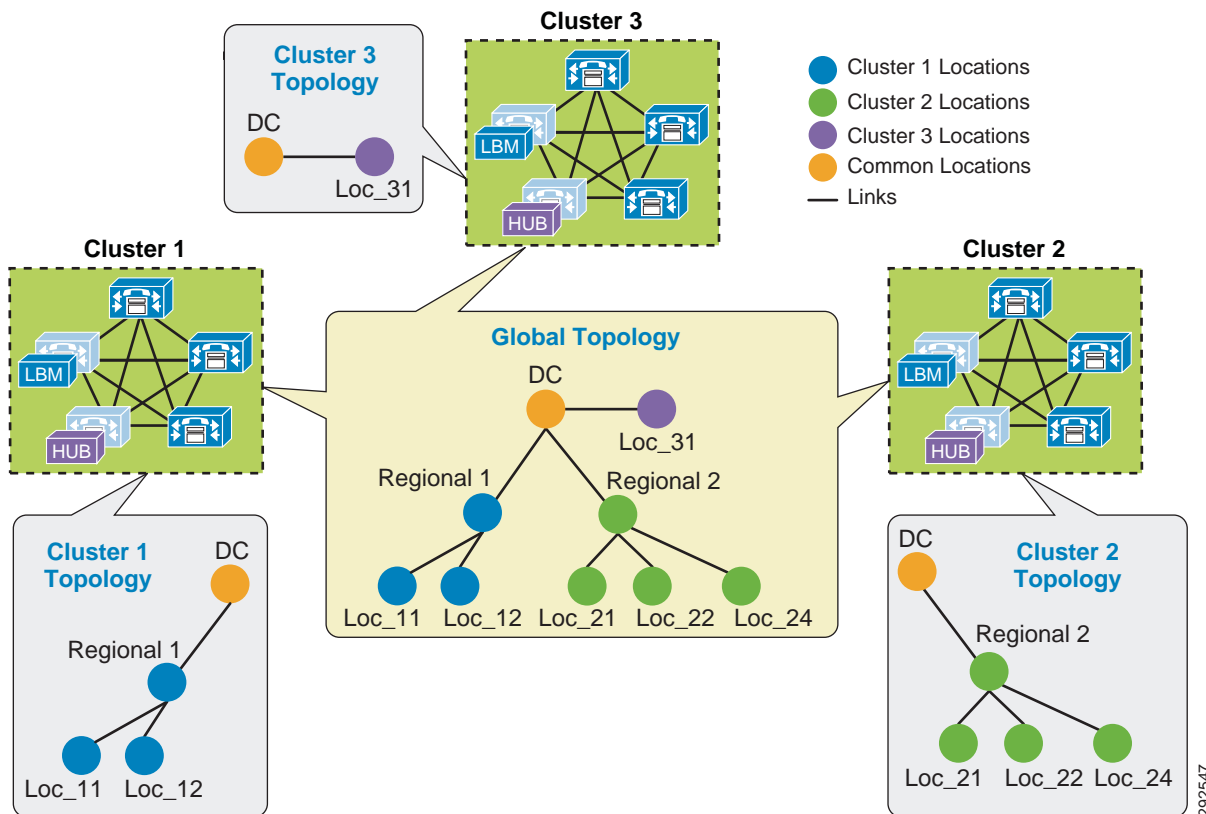 Cluster 3
Cluster 3
Topology
DC
Loc_31
LBM
HUB
Cluster 1 Locations
Cluster 2 Locations
Cluster 3 Locations
Common Locations
Links
Cluster 1
LBM
HUB
Cluster 2
LBM
HUB
Global Topology
DC
Loc_31
Regional 1
Regional 2
Loc_11
Loc_12
Loc_21
Loc_22
Loc_24
Cluster 1
Topology
DC
Regional 1
Loc_11
Loc_12
DC
Cluster 2
Topology
Regional 2
Loc_21
Loc_22
Loc_24
292547